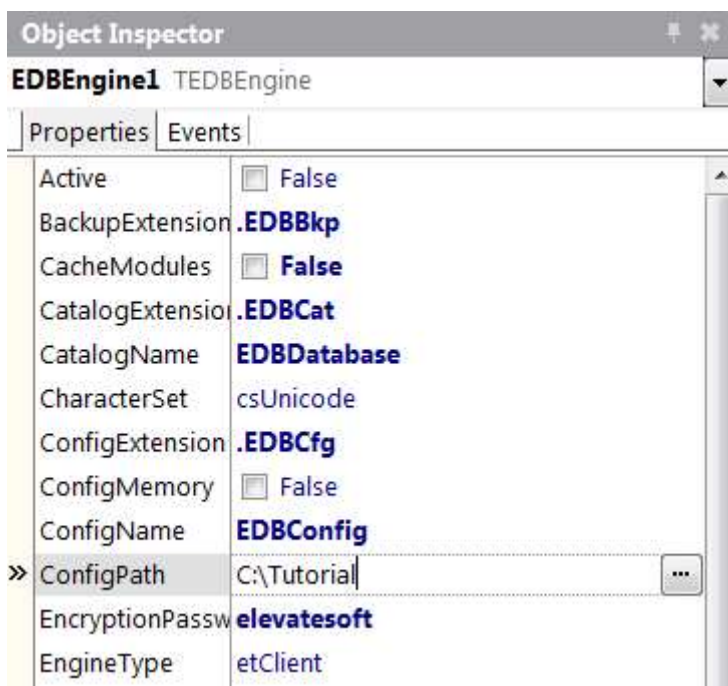 Object Inspector
EDBEngine1 TEDBEngine
Properties Events
Active False
BackupExtension .EDBBkp
CacheModules False
CatalogExtensio .EDBCat
CatalogName EDBDatabase
CharacterSet csUnicode
ConfigExtension .EDBCfg
ConfigMemory False
ConfigName EDBConfig
» ConfigPath C:\Tutorial ...
EncryptionPassw elevatesoft
EngineType etClient